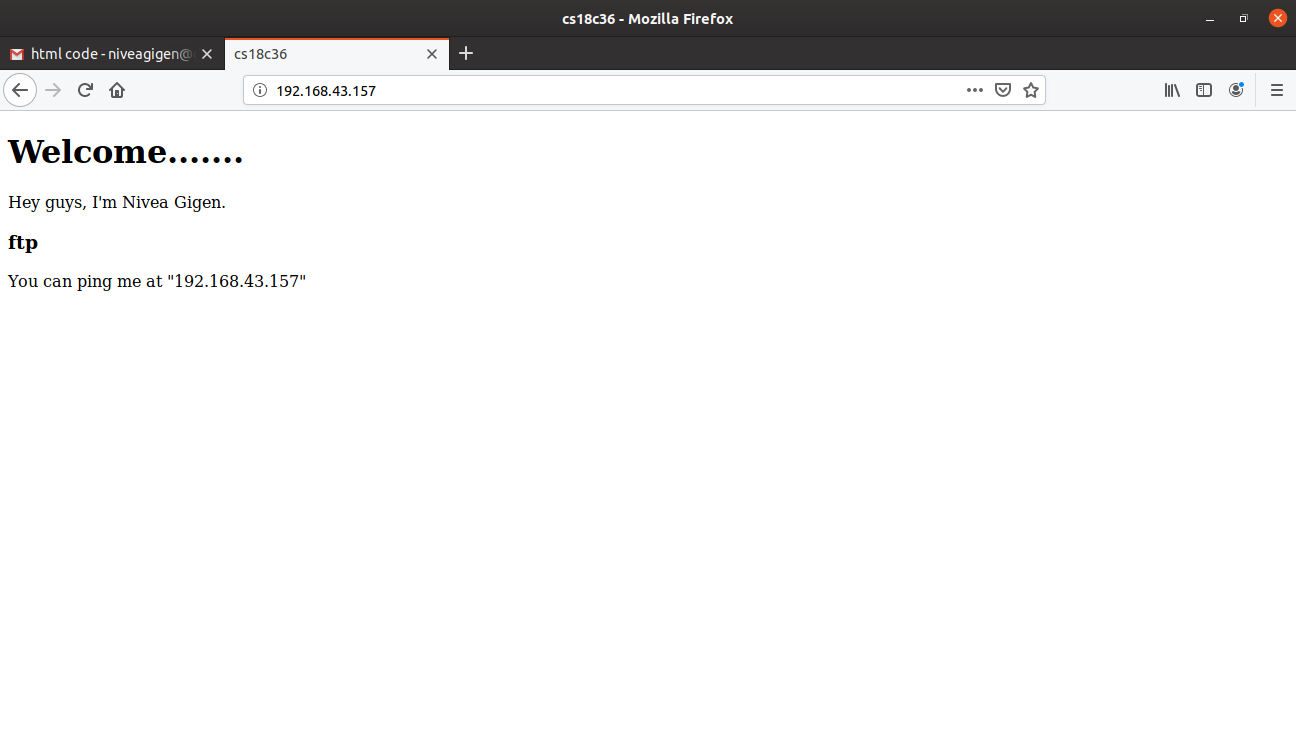 cs18c36 - Mozilla Firefox
html code - niveagigen@
cs18c36
192.168.43.157
Welcome.......
Hey guys, I'm Nivea Gigen.
ftp
You can ping me at "192.168.43.157"